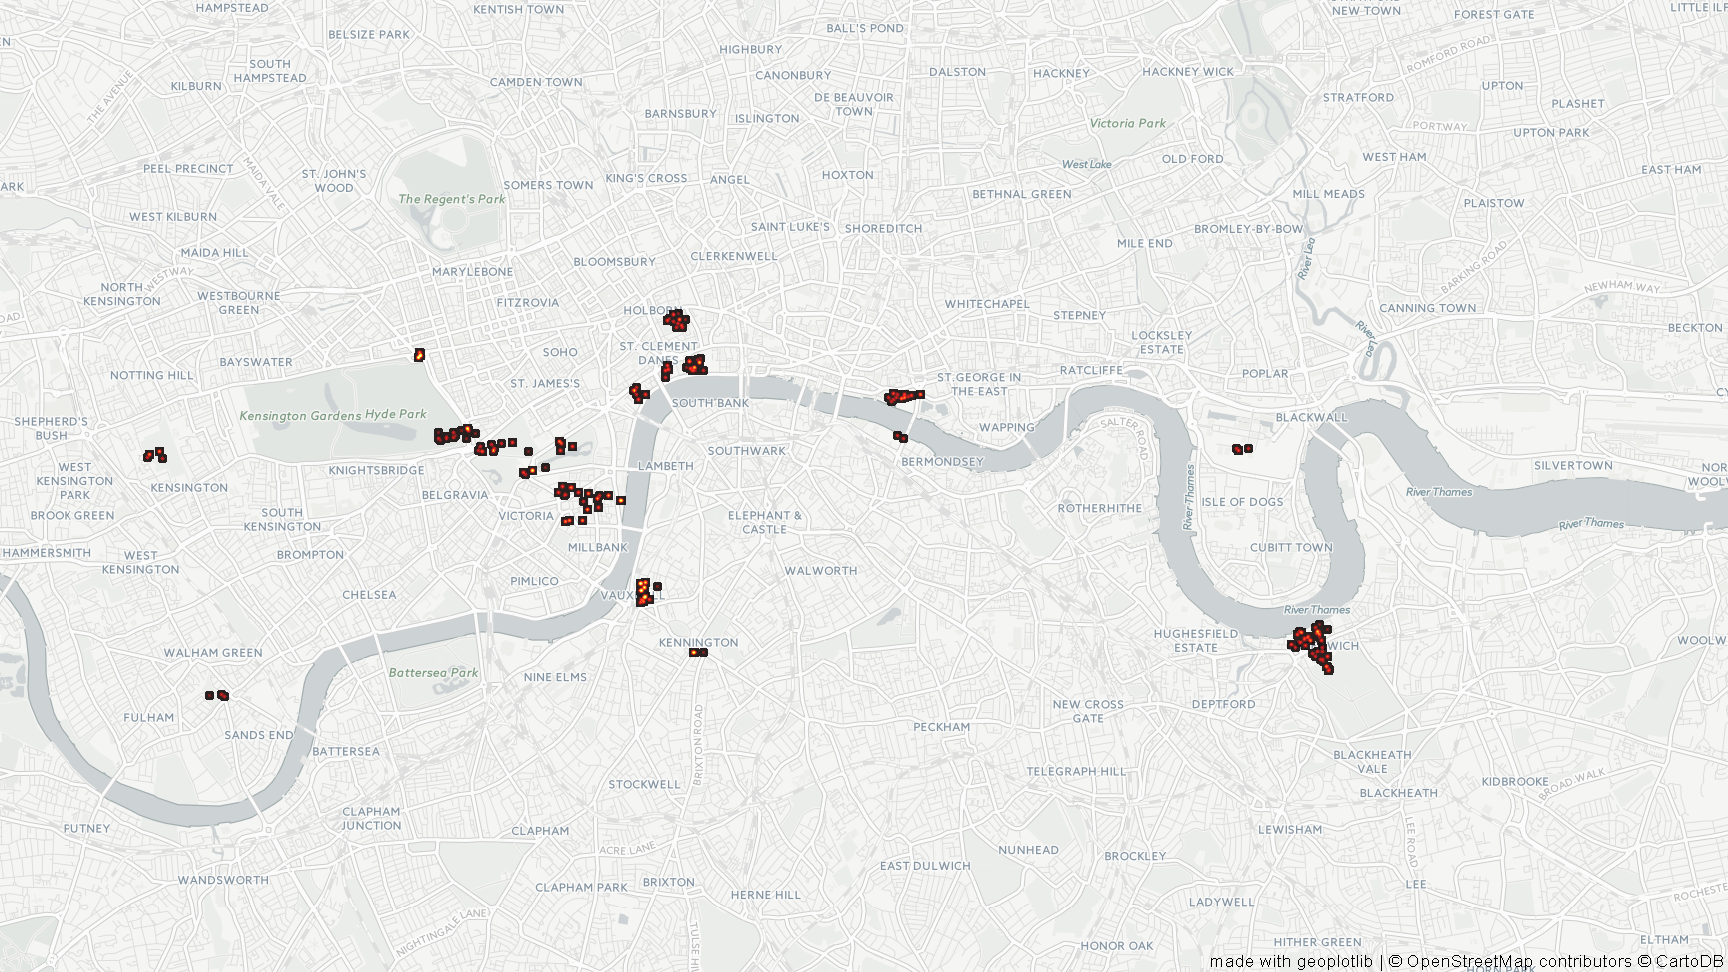 HAMPSTEAD
KENTISH TOWN
NEW TOWN
FOREST GATE
LITTLE ILF
BELSIZE PARK
BALL'S POND
HIGHBURY
ROMFORD ROAD
SOUTH
HAMPSTEAD
CAMDEN TOWN
CANONBURY
DALSTON
HACKNEY
HACKNEY WICK
KILBURN
THE AVENUE
DE BEAUVOIR
TOWN
STRATFORD
UPTON
PLASHET
BARNSBURY
ISLINGTON
Victoria Park
PORTWAY
UPTON PARK
PEEL PRECINCT
MAIDA VALE
ST. JOHN'S
WOOD
SOMERS TOWN
KING'S CROSS
ANGEL
HOXTON
West Lake
OLD FORD
WEST HAM
EAST HAM
ARK
The Regent's Park
BETHNAL GREEN
MILL MEADS
PLAISTOW
WEST KILBURN
SAINT LUKE'S
SHOREDITCH
BROMLEY-BY-BOW
MAIDA HILL
MILE END
River Lea
BARKING ROAD
BLOOMSBURY
CLERKENWELL
MARYLEBONE
WESTWAY
NORTH
KENSINGTON
WESTBOURNE
GREEN
FITZROVIA
HOLBORN
WHITECHAPEL
STEPNEY
CANNING TOWN
NEWHAM WAY
ROAD
BECKTON
LOCKSLEY
ESTATE
River
Lea
BAYSWATER
SOHO
ST. CLEMENT
DANES
NOTTING HILL
ST. JAMES'S
ST.GEORGE IN
THE EAST
RATCLIFFE
POPLAR
Kensington Gardens
Hyde Park
SOUTH BANK
WAPPING
SALTER ROAD
BLACKWALL
SHEPHERD'S
BUSH
WEST
KENSINGTON
PARK
KENSINGTON
KNIGHTSBRIDGE
LAMBETH
SOUTHWARK
BERMONDSEY
SILVERTOWN
BROOK GREEN
BELGRAVIA
SOUTH
KENSINGTON
VICTORIA
ELEPHANT &
CASTLE
ROTHERHITHE
River Thames
ISLE OF DOGS
River Thames
River Thames
HAMMERSMITH
WEST
KENSINGTON
BROMPTON
MILLBANK
CUBITT TOWN
PIMLICO
WALWORTH
CHELSEA
River Thames
WALHAM GREEN
KENNINGTON
HUGHESFIELD
ESTATE
WICH
WOOLW
Battersea Park
NINE ELMS
FULHAM
SANDS END
BRIXTON ROAD
NEW CROSS
GATE
DEPTFORD
PECKHAM
BATTERSEA
BLACKHEATH
VALE
STOCKWELL
TELEGRAPH HILL
KIDBROOKE
BROAD WALK
BLACKHEATH
CLAPHAM
JUNCTION
CLAPHAM
LEWISHAM
LEE ROAD
ACRE LANE
NUNHEAD
BROCKLEY
WANDSWORTH
CLAPHAM PARK
BRIXTON
HERNE HILL
EAST DULWICH
LEE
NIGHTINGALE LANE
LADYWELL
HONOR OAK
HITHER GREEN
ELTHAM
made with geoplotlib | © OpenStreetMap contributors © CartoDB